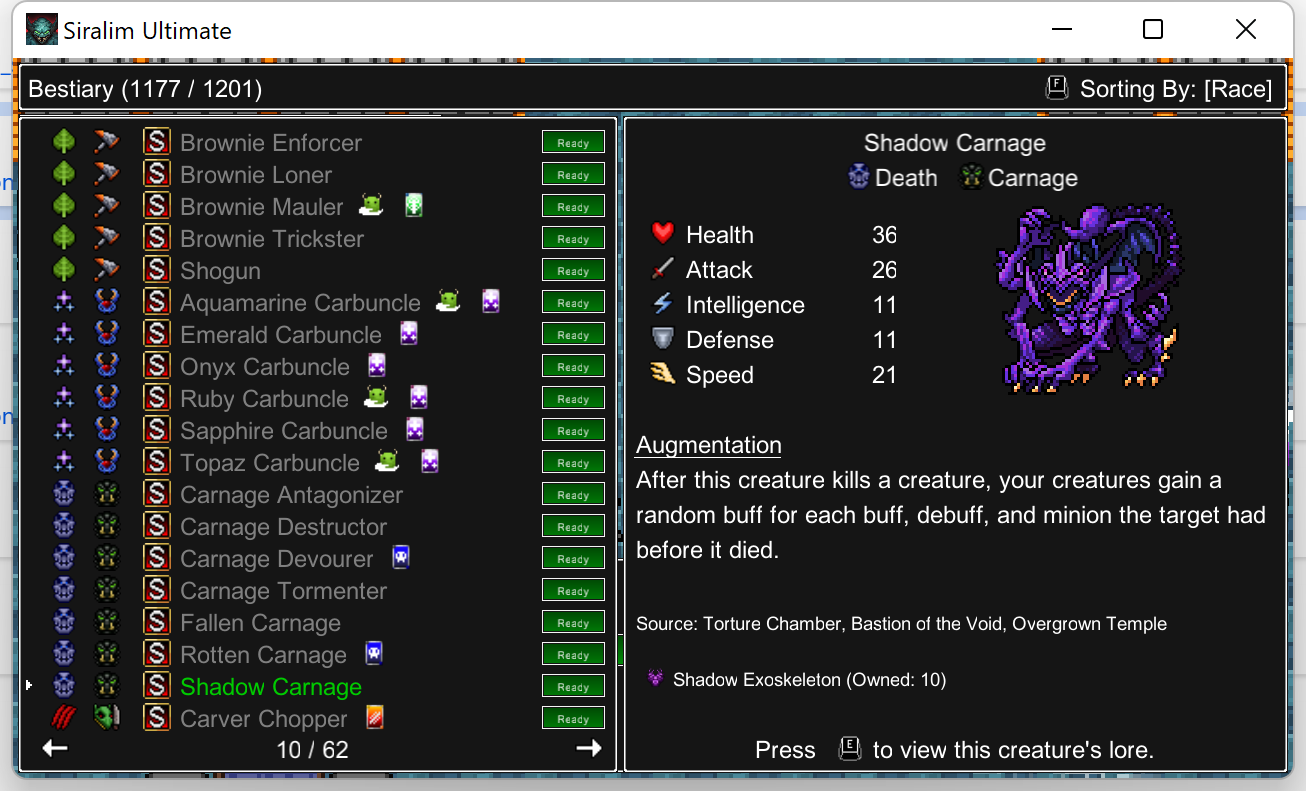 Siralim Ultimate
Bestiary (1177 / 1201)
F Sorting By: [Race]
S Brownie Enforcer Ready
S Brownie Loner Ready
S Brownie Mauler Ready
S Brownie Trickster Ready
S Shogun Ready
S Aquamarine Carbuncle Ready
S Emerald Carbuncle Ready
S Onyx Carbuncle Ready
S Ruby Carbuncle Ready
S Sapphire Carbuncle Ready
S Topaz Carbuncle Ready
S Carnage Antagonizer Ready
S Carnage Destructor Ready
S Carnage Devourer Ready
S Carnage Tormenter Ready
S Fallen Carnage Ready
S Rotten Carnage Ready
S Shadow Carnage Ready
S Carver Chopper Ready
10 / 62
Shadow Carnage
Death Carnage
Health 36
Attack 26
Intelligence 11
Defense 11
Speed 21
Augmentation
After this creature kills a creature, your creatures gain a
random buff for each buff, debuff, and minion the target had
before it died.
Source: Torture Chamber, Bastion of the Void, Overgrown Temple
Shadow Exoskeleton (Owned: 10)
Press E to view this creature's lore.